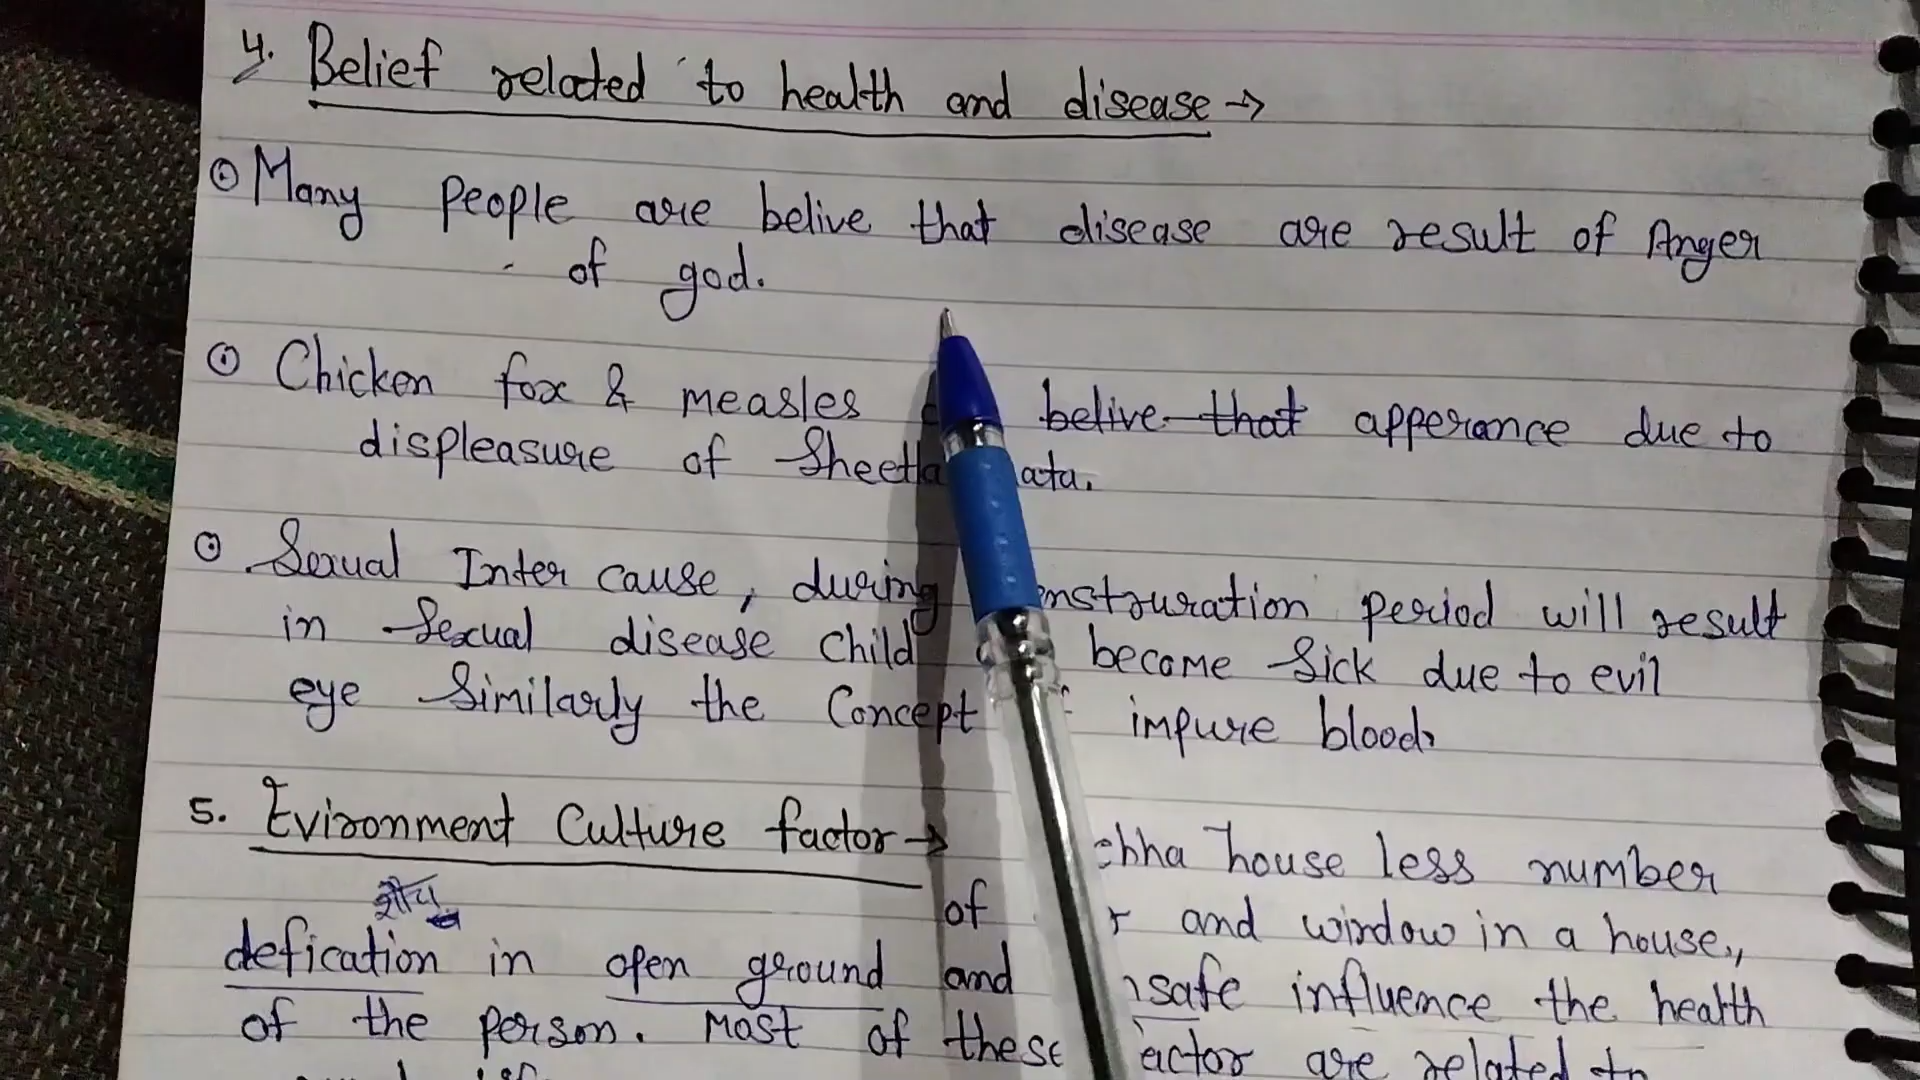 4. Belief related to health and disease →
⊙ Many people are belive that disease are result of Anger
of god.
⊙ Chicken fox & measles belive that apperance due to
displeasure of Sheetla
⊙ Sexual Inter cause, during period will result
in Sexual disease child become Sick due to evil
eye Similarly the Concept impure blood.
5. Evironment Culture factor → house less number
शौच of and window in a house,,
defication in open ground and influence the health
of the person. Most of these are related to